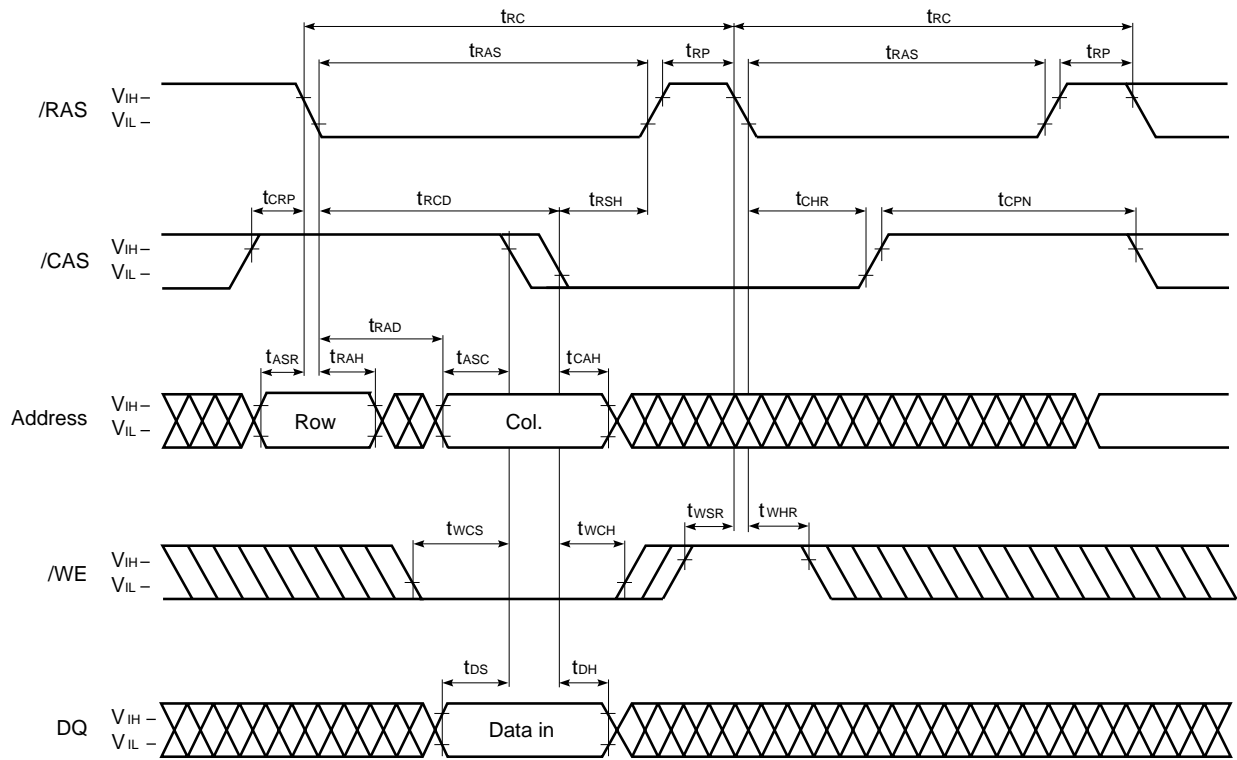 tRC tRC
tRAS tRP tRAS tRP
/RAS VIH –
VIL –
tCRP tRCD tRSH tCHR tCPN
/CAS VIH –
VIL –
tRAD
tASR tRAH tASC tCAH
Address VIH –
VIL –
Row Col.
tWSR tWHR
tWCS tWCH
/WE VIH –
VIL –
tDS tDH
DQ VIH –
VIL –
Data in